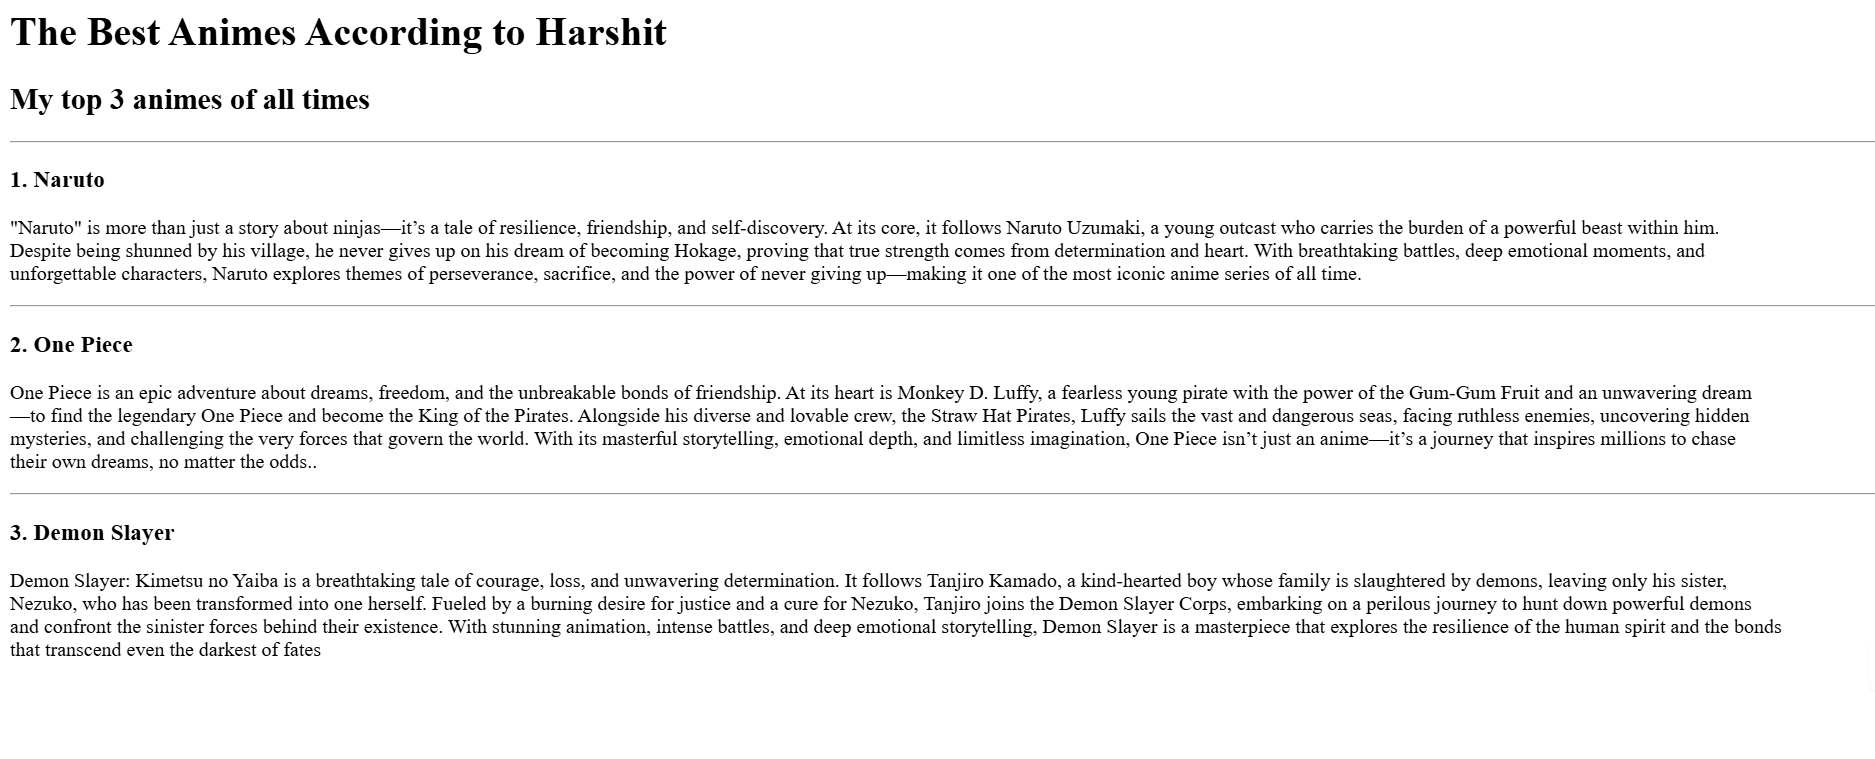 The Best Animes According to Harshit
My top 3 animes of all times
1. Naruto
"Naruto" is more than just a story about ninjas—it’s a tale of resilience, friendship, and self-discovery. At its core, it follows Naruto Uzumaki, a young outcast who carries the burden of a powerful beast within him.
Despite being shunned by his village, he never gives up on his dream of becoming Hokage, proving that true strength comes from determination and heart. With breathtaking battles, deep emotional moments, and
unforgettable characters, Naruto explores themes of perseverance, sacrifice, and the power of never giving up—making it one of the most iconic anime series of all time.
2. One Piece
One Piece is an epic adventure about dreams, freedom, and the unbreakable bonds of friendship. At its heart is Monkey D. Luffy, a fearless young pirate with the power of the Gum-Gum Fruit and an unwavering dream
—to find the legendary One Piece and become the King of the Pirates. Alongside his diverse and lovable crew, the Straw Hat Pirates, Luffy sails the vast and dangerous seas, facing ruthless enemies, uncovering hidden
mysteries, and challenging the very forces that govern the world. With its masterful storytelling, emotional depth, and limitless imagination, One Piece isn’t just an anime—it’s a journey that inspires millions to chase
their own dreams, no matter the odds..
3. Demon Slayer
Demon Slayer: Kimetsu no Yaiba is a breathtaking tale of courage, loss, and unwavering determination. It follows Tanjiro Kamado, a kind-hearted boy whose family is slaughtered by demons, leaving only his sister,
Nezuko, who has been transformed into one herself. Fueled by a burning desire for justice and a cure for Nezuko, Tanjiro joins the Demon Slayer Corps, embarking on a perilous journey to hunt down powerful demons
and confront the sinister forces behind their existence. With stunning animation, intense battles, and deep emotional storytelling, Demon Slayer is a masterpiece that explores the resilience of the human spirit and the bonds
that transcend even the darkest of fates